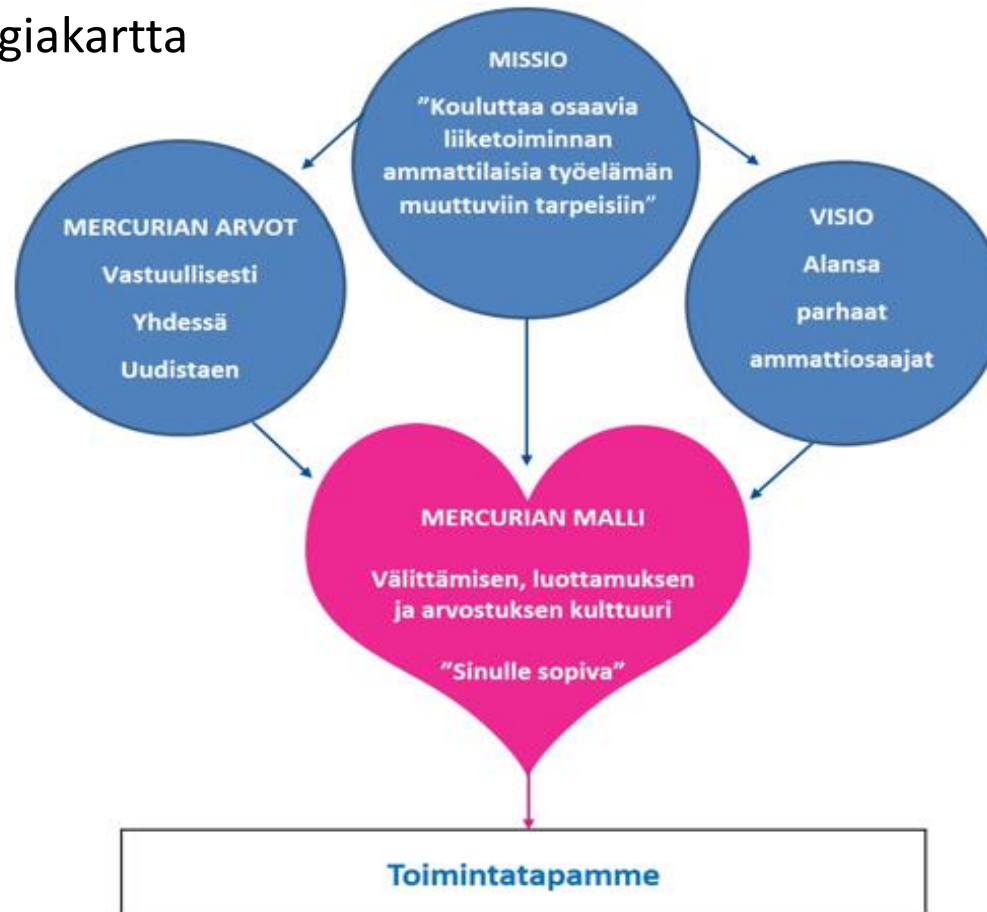 giakartta
MISSIO
”Kouluttaa osaavia
liiketoiminnan
ammattilaisia työelämän
muuttuviin tarpeisiin”
MERCURIAN ARVOT
Vastuullisesti
Yhdessä
Uudistaen
VISIO
Alansa
parhaat
ammattiosaajat
MERCURIAN MALLI
Välittämisen, luottamuksen
ja arvostuksen kulttuuri
”Sinulle sopiva”
Toimintatapamme